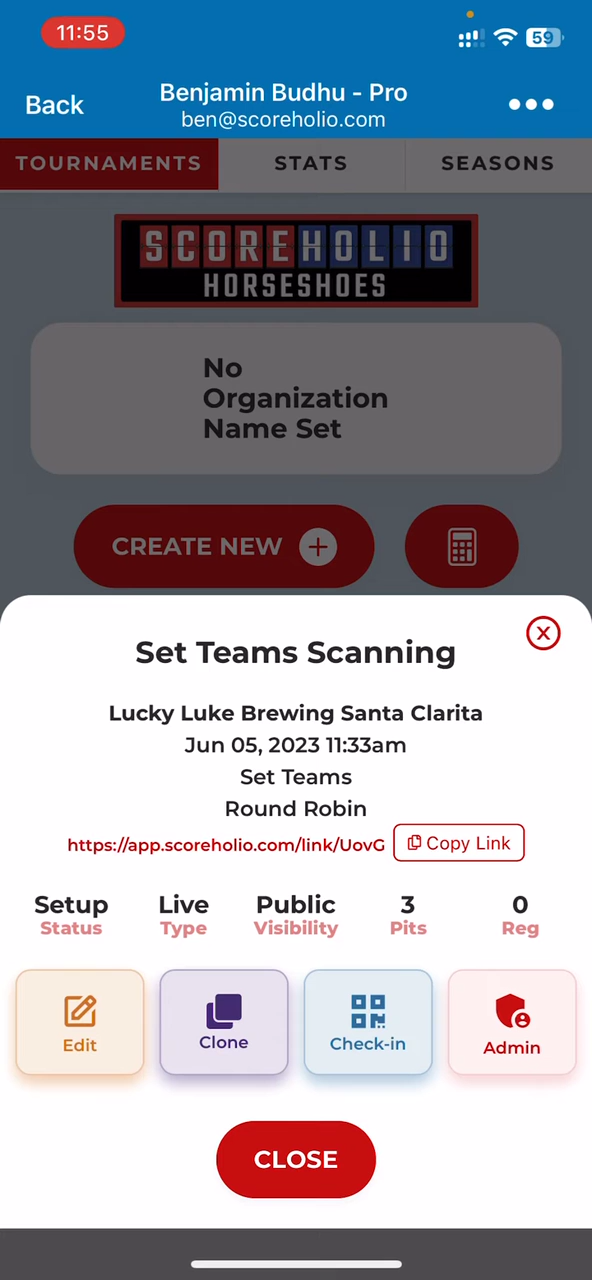 11:55
59
Back
Benjamin Budhu - Pro
ben@scoreholio.com
TOURNAMENTS
STATS
SEASONS
SCOREHOLIO
HORSESHOES
No
Organization
Name Set
CREATE NEW
Set Teams Scanning
Lucky Luke Brewing Santa Clarita
Jun 05, 2023 11:33am
Set Teams
Round Robin
https://app.scoreholio.com/link/UovG
Copy Link
Setup
Status
Live
Type
Public
Visibility
3
Pits
0
Reg
Edit
Clone
Check-in
Admin
CLOSE